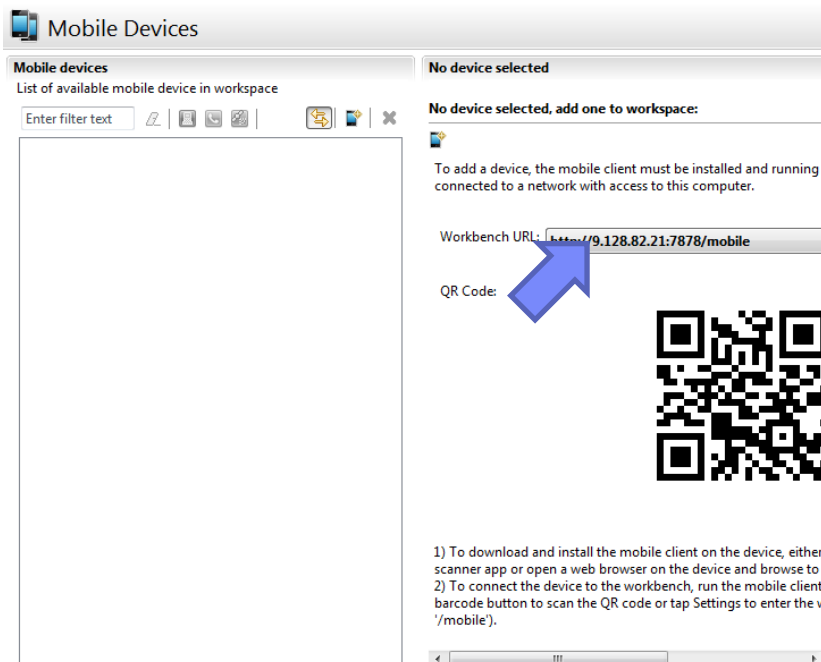 Mobile Devices
Mobile devices
List of available mobile device in workspace
Enter filter text
No device selected
No device selected, add one to workspace:
To add a device, the mobile client must be installed and running
connected to a network with access to this computer.
Workbench URL: http://9.128.82.21:7878/mobile
QR Code:
1) To download and install the mobile client on the device, either
scanner app or open a web browser on the device and browse to
2) To connect the device to the workbench, run the mobile client
barcode button to scan the QR code or tap Settings to enter the
'/mobile').